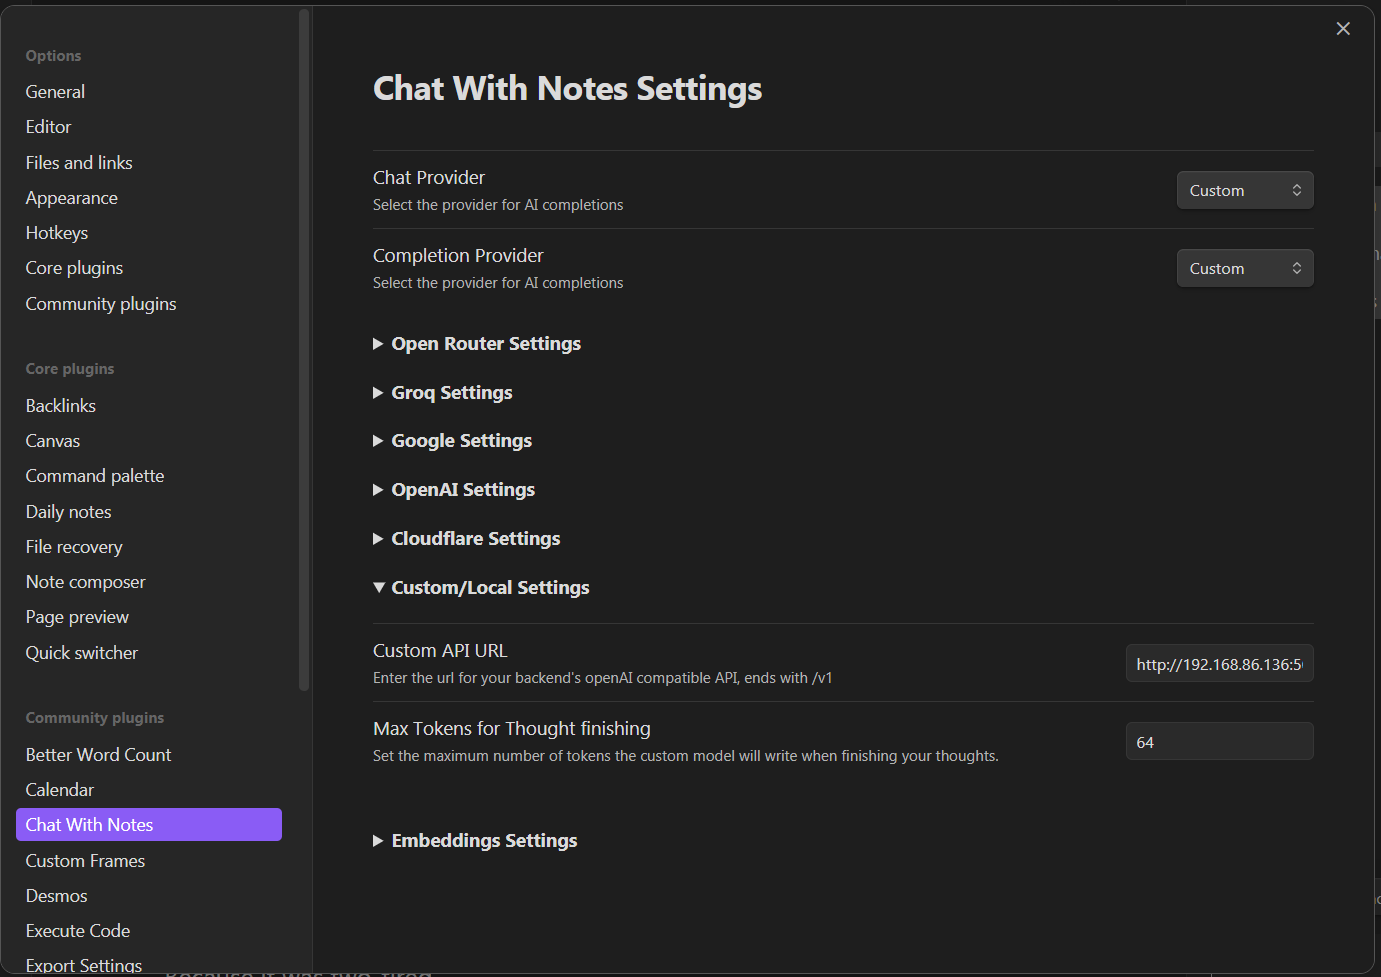 Options
General
Editor
Files and links
Appearance
Hotkeys
Core plugins
Community plugins
Core plugins
Backlinks
Canvas
Command palette
Daily notes
File recovery
Note composer
Page preview
Quick switcher
Community plugins
Better Word Count
Calendar
Chat With Notes
Custom Frames
Desmos
Execute Code
Export Settings
Chat With Notes Settings
Chat Provider
Select the provider for AI completions
Custom
Completion Provider
Select the provider for AI completions
Custom
Open Router Settings
Groq Settings
Google Settings
OpenAI Settings
Cloudflare Settings
Custom/Local Settings
Custom API URL
Enter the url for your backend's openAI compatible API, ends with /v1
http://192.168.86.136:5
Max Tokens for Thought finishing
Set the maximum number of tokens the custom model will write when finishing your thoughts.
64
Embeddings Settings
Because it was two-tired